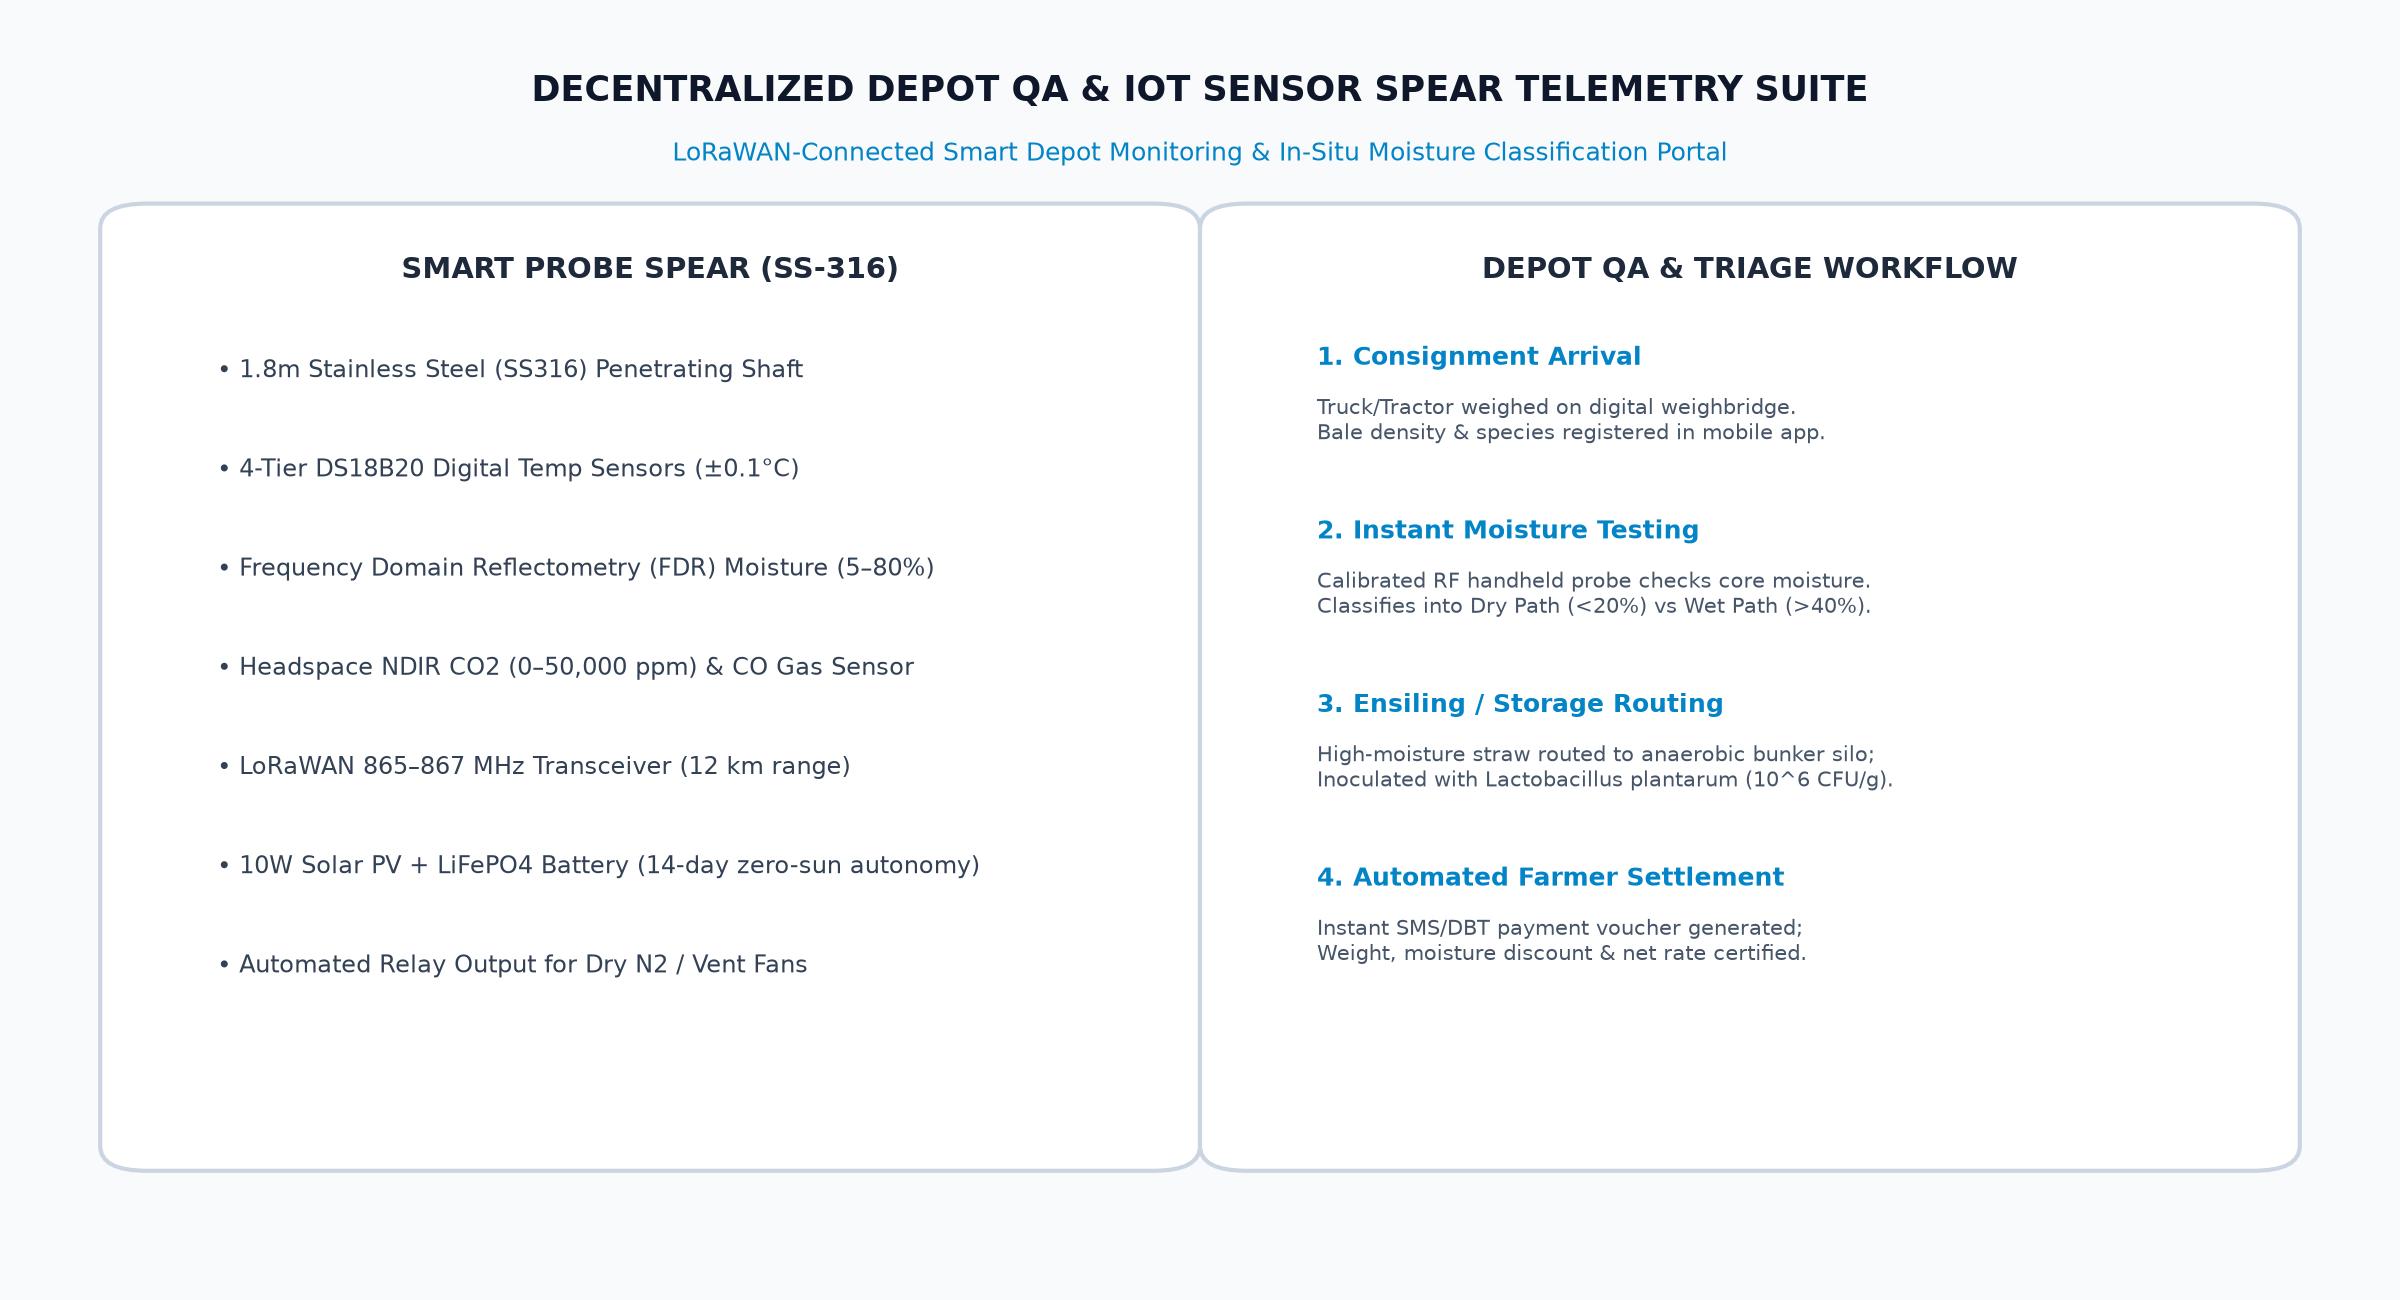 DECENTRALIZED DEPOT QA & IOT SENSOR SPEAR TELEMETRY SUITE
LoRaWAN-Connected Smart Depot Monitoring & In-Situ Moisture Classification Portal
SMART PROBE SPEAR (SS-316)
• 1.8m Stainless Steel (SS316) Penetrating Shaft
• 4-Tier DS18B20 Digital Temp Sensors (±0.1°C)
• Frequency Domain Reflectometry (FDR) Moisture (5–80%)
• Headspace NDIR CO2 (0–50,000 ppm) & CO Gas Sensor
• LoRaWAN 865–867 MHz Transceiver (12 km range)
• 10W Solar PV + LiFePO4 Battery (14-day zero-sun autonomy)
• Automated Relay Output for Dry N2 / Vent Fans
DEPOT QA & TRIAGE WORKFLOW
1. Consignment Arrival
Truck/Tractor weighed on digital weighbridge.
Bale density & species registered in mobile app.
2. Instant Moisture Testing
Calibrated RF handheld probe checks core moisture.
Classifies into Dry Path (<20%) vs Wet Path (>40%).
3. Ensiling / Storage Routing
High-moisture straw routed to anaerobic bunker silo;
Inoculated with Lactobacillus plantarum (10^6 CFU/g).
4. Automated Farmer Settlement
Instant SMS/DBT payment voucher generated;
Weight, moisture discount & net rate certified.